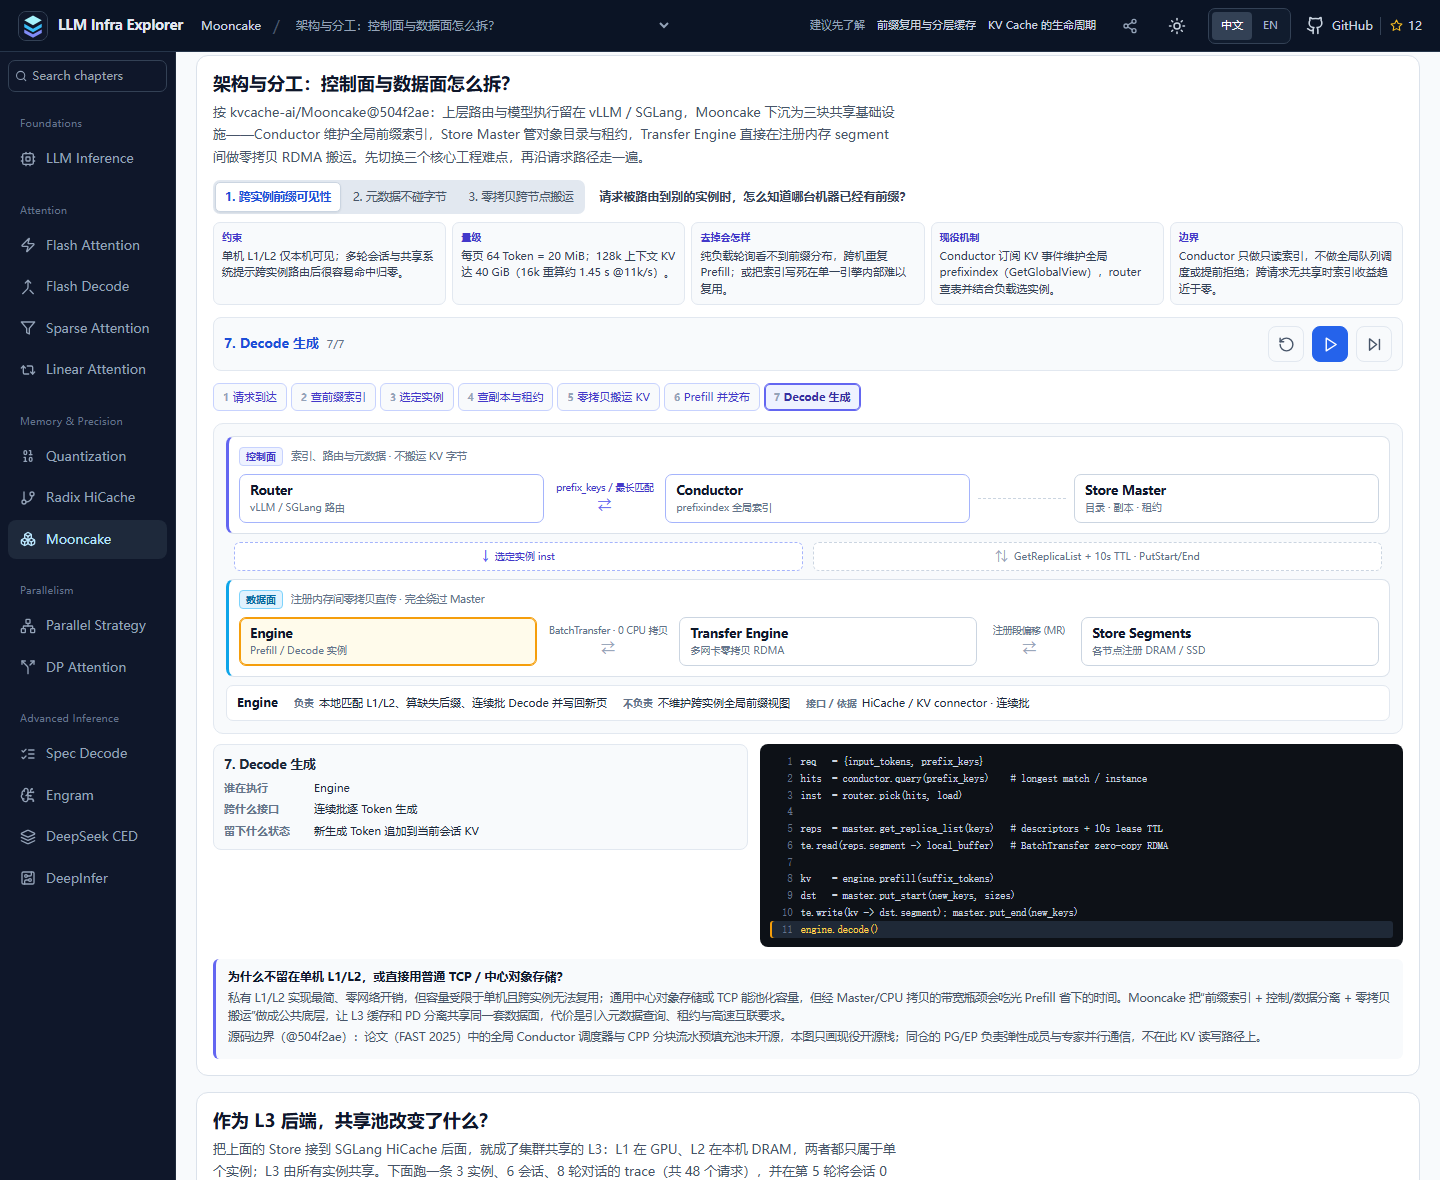 LLM Infra Explorer
Mooncake / 架构与分工：控制面与数据面怎么拆？
建议先了解 前缀复用与分层缓存 KV Cache 的生命周期
中文 EN GitHub 12
Search chapters
Foundations
LLM Inference
Attention
Flash Attention
Flash Decode
Sparse Attention
Linear Attention
Memory & Precision
Quantization
Radix HiCache
Mooncake
Parallelism
Parallel Strategy
DP Attention
Advanced Inference
Spec Decode
Engram
DeepSeek CED
DeepInfer
架构与分工：控制面与数据面怎么拆？
按 kvcache-ai/Mooncake@504f2ae：上层路由与模型执行留在 vLLM / SGLang，Mooncake 下沉为三块共享基础设
施——Conductor 维护全局前缀索引，Store Master 管对象目录与租约，Transfer Engine 直接在注册内存 segment
间做零拷贝 RDMA 搬运。先切换三个核心工程难点，再沿请求路径走一遍。
1. 跨实例前缀可见性 2. 元数据不碰字节 3. 零拷贝跨节点搬运 请求被路由到别的实例时，怎么知道哪台机器已经有前缀？
约束
单机 L1/L2 仅本机可见；多轮会话与共享系
统提示跨实例路由后很容易命中归零。
量级
每页 64 Token = 20 MiB；128k 上下文 KV
达 40 GiB（16k 重算约 1.45 s @11k/s）。
去掉会怎样
纯负载轮询看不到前缀分布，跨机重复
Prefill；或把索引写死在单一引擎内部难以
复用。
现役机制
Conductor 订阅 KV 事件维护全局
prefixindex（GetGlobalView），router
查表并结合负载选实例。
边界
Conductor 只做只读索引，不做全局队列调
度或提前拒绝；跨请求无共享时索引收益趋
近于零。
7. Decode 生成 7/7
1 请求到达 2 查前缀索引 3 选定实例 4 查副本与租约 5 零拷贝搬运 KV 6 Prefill 并发布 7 Decode 生成
控制面 索引、路由与元数据 · 不搬运 KV 字节
Router
vLLM / SGLang 路由
prefix_keys / 最长匹配
Conductor
prefixindex 全局索引
Store Master
目录 · 副本 · 租约
↓ 选定实例 inst
GetReplicaList + 10s TTL · PutStart/End
数据面 注册内存间零拷贝直传 · 完全绕过 Master
Engine
Prefill / Decode 实例
BatchTransfer · 0 CPU 拷贝
Transfer Engine
多网卡零拷贝 RDMA
注册段偏移 (MR)
Store Segments
各节点注册 DRAM / SSD
Engine 负责 本地匹配 L1/L2、算缺失后缀、连续批 Decode 并写回新页 不负责 不维护跨实例全局前缀视图 接口 / 依据 HiCache / KV connector · 连续批
7. Decode 生成
谁在执行 Engine
跨什么接口 连续批逐 Token 生成
留下什么状态 新生成 Token 追加到当前会话 KV
1 req = {input_tokens, prefix_keys}
2 hits = conductor.query(prefix_keys) # longest match / instance
3 inst = router.pick(hits, load)
4
5 reps = master.get_replica_list(keys) # descriptors + 10s lease TTL
6 te.read(reps.segment -> local_buffer) # BatchTransfer zero-copy RDMA
7
8 kv = engine.prefill(suffix_tokens)
9 dst = master.put_start(new_keys, sizes)
10 te.write(kv -> dst.segment); master.put_end(new_keys)
11 engine.decode()
为什么不留在单机 L1/L2，或直接用普通 TCP / 中心对象存储？
私有 L1/L2 实现最简、零网络开销，但容量受限于单机且跨实例无法复用；通用中心对象存储或 TCP 能池化容量，但经 Master/CPU 拷贝的带宽瓶颈会吃光 Prefill 省下的时间。Mooncake 把“前缀索引 + 控制/数据分离 + 零拷贝
搬运”做成公共底层，让 L3 缓存和 PD 分离共享同一套数据面，代价是引入元数据查询、租约与高速互联要求。
源码边界（@504f2ae）：论文（FAST 2025）中的全局 Conductor 调度器与 CPP 分块流水预填充池未开源，本图只画现役开源栈；同仓的 PG/EP 负责弹性成员与专家并行通信，不在此 KV 读写路径上。
作为 L3 后端，共享池改变了什么？
把上面的 Store 接到 SGLang HiCache 后面，就成了集群共享的 L3：L1 在 GPU、L2 在本机 DRAM，两者都只属于单
个实例；L3 由所有实例共享。下面跑一条 3 实例、6 会话、8 轮对话的 trace（共 48 个请求），并在第 5 轮将会话 0